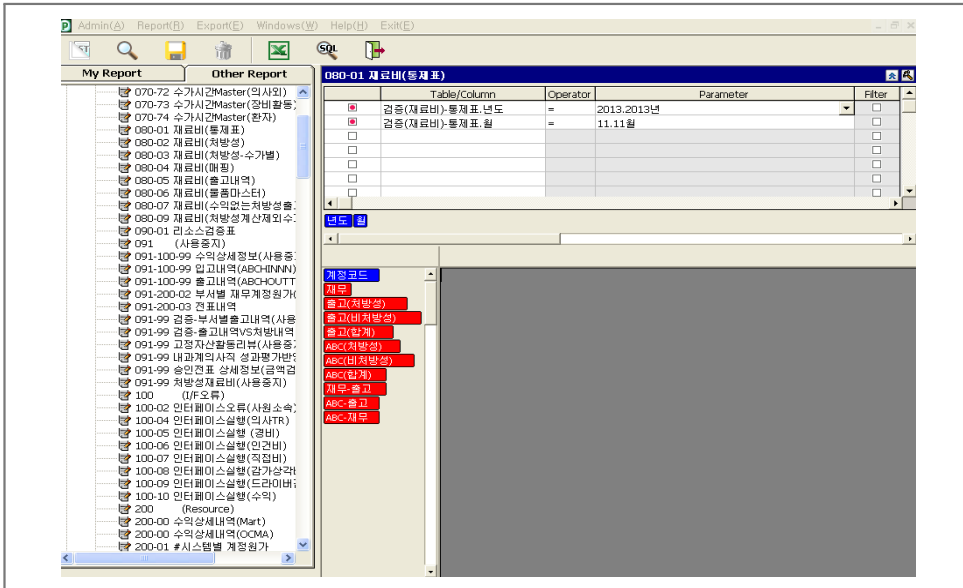 Admin(A) Report(R) Export(E) Windows(W) Help(H) Exit(E)
SQL
My Report Other Report
070-72 수가시간Master(의사외)
070-73 수가시간Master(장비활동)
070-74 수가시간Master(환자)
080-01 재료비(통제표)
080-02 재료비(처방성)
080-03 재료비(처방성-수가별)
080-04 재료비(매핑)
080-05 재료비(출고내역)
080-06 재료비(물품마스터)
080-07 재료비(수익없는처방성출
080-09 재료비(처방성계산제외수
090-01 리소스검증표
091 (사용중지)
091-100-99 수익상세정보(사용중
091-100-99 입고내역(ABCHINNN)
091-100-99 출고내역(ABCHOUTT
091-200-02 부서별 재무계정원가(
091-200-03 전표내역
091-99 검증-부서별출고내역(사용
091-99 검증-출고내역VS처방내역
091-99 고정자산활동리뷰(사용중
091-99 내과계의사직 성과평가반영
091-99 승인전표 상세정보(금액검
091-99 처방성재료비(사용중지)
100 (I/F오류)
100-02 인터페이스오류(사원소속)
100-04 인터페이스실행(의사TR)
100-05 인터페이스실행 (경비)
100-06 인터페이스실행(인건비)
100-07 인터페이스실행(직접비)
100-08 인터페이스실행(감가상각비
100-09 인터페이스실행(드라이버
100-10 인터페이스실행(수익)
200 (Resource)
200-00 수익상세내역(Mart)
200-00 수익상세내역(OCMA)
200-01 #시스템별 계정원가
080-01 재료비(통제표)
Table/Column Operator Parameter Filter
검증(재료비)-통제표.년도 = 2013.2013년
검증(재료비)-통제표.월 = 11.11월
년도 월
계정코드
재무
출고(처방성)
출고(비처방성)
출고(합계)
ABC(처방성)
ABC(비처방성)
ABC(합계)
재무-출고
ABC-출고
ABC-재무